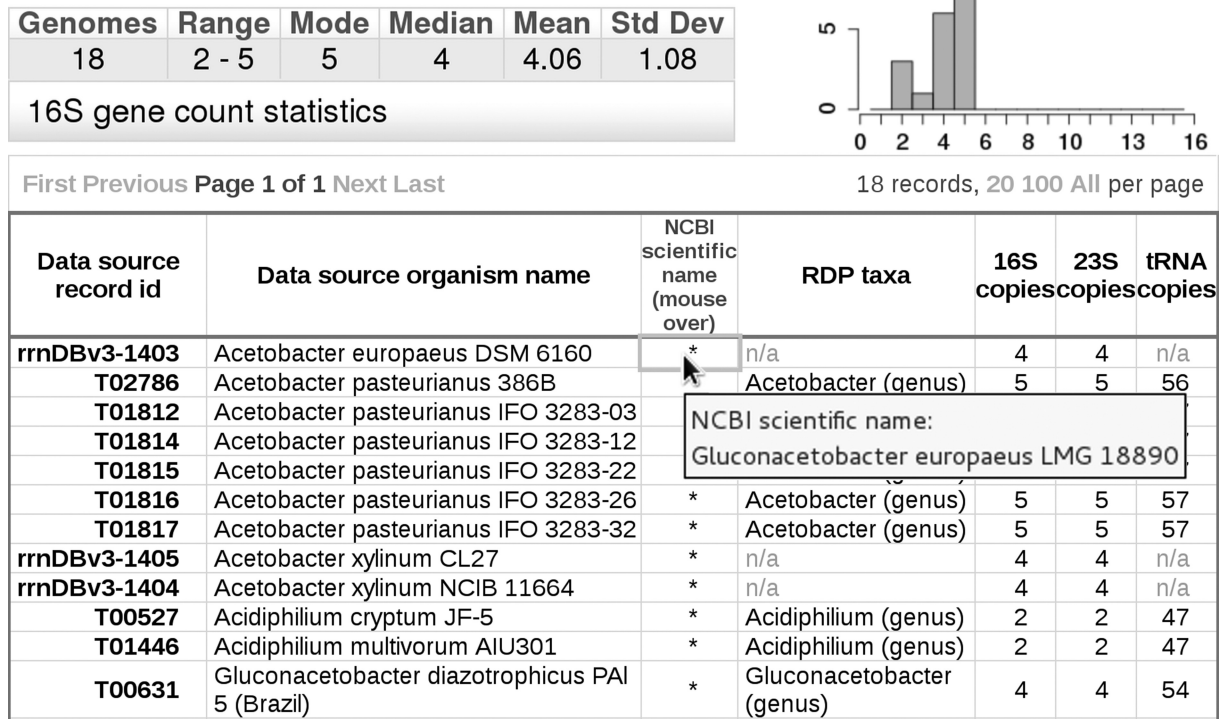 Genomes Range Mode Median Mean Std Dev
18 2 - 5 5 4 4.06 1.08
16S gene count statistics
5
0
0 2 4 6 8 10 13 16
First Previous Page 1 of 1 Next Last 18 records, 20 100 All per page
Data source record id Data source organism name NCBI scientific name (mouse over) RDP taxa 16S copies 23S copies tRNA copies
rrnDBv3-1403 Acetobacter europaeus DSM 6160 * n/a 4 4 n/a
T02786 Acetobacter pasteurianus 386B Acetobacter (genus) 5 5 56
T01812 Acetobacter pasteurianus IFO 3283-03
NCBI scientific name:
T01814 Acetobacter pasteurianus IFO 3283-12
Gluconacetobacter europaeus LMG 18890
T01815 Acetobacter pasteurianus IFO 3283-22
T01816 Acetobacter pasteurianus IFO 3283-26 * Acetobacter (genus) 5 5 57
T01817 Acetobacter pasteurianus IFO 3283-32 * Acetobacter (genus) 5 5 57
rrnDBv3-1405 Acetobacter xylinum CL27 * n/a 4 4 n/a
rrnDBv3-1404 Acetobacter xylinum NCIB 11664 * n/a 4 4 n/a
T00527 Acidiphilium cryptum JF-5 * Acidiphilium (genus) 2 2 47
T01446 Acidiphilium multivorum AIU301 * Acidiphilium (genus) 2 2 47
T00631 Gluconacetobacter diazotrophicus PAl 5 (Brazil) * Gluconacetobacter (genus) 4 4 54